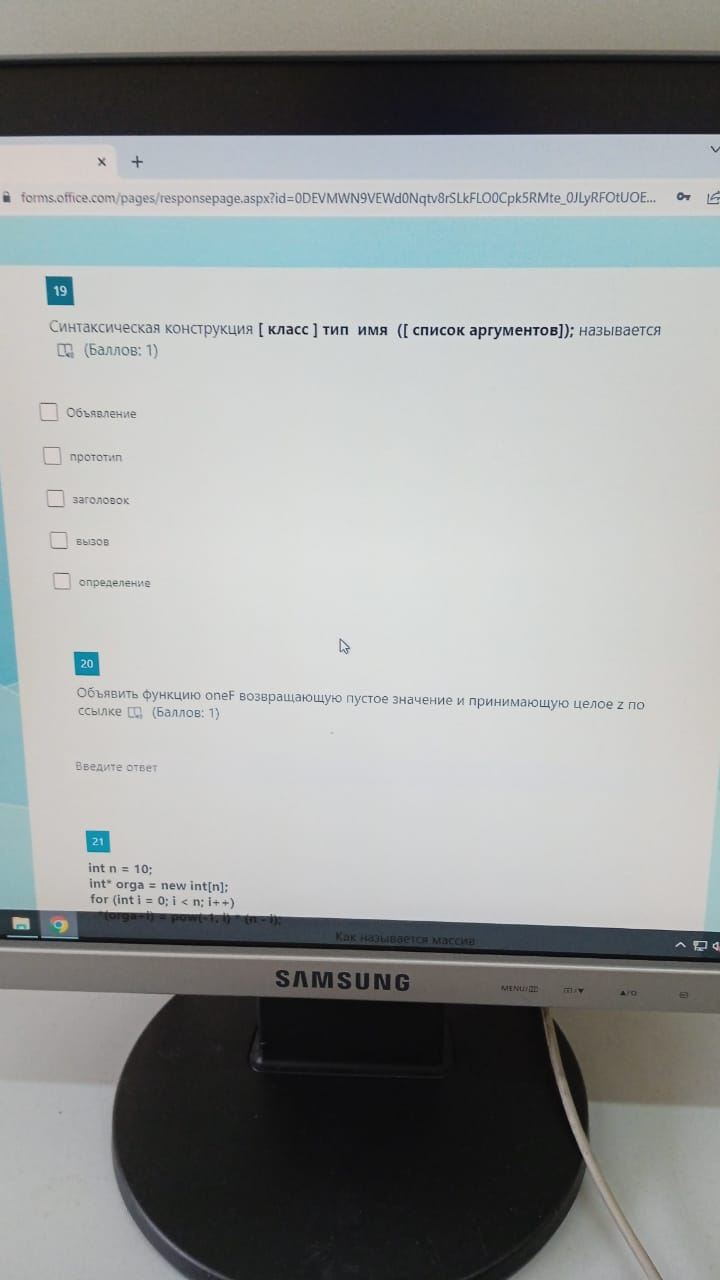 forms.office.com/pages/responsepage.aspx?id=0DEVMWN9VEWd0Nqtv8rSLkFLO0Cpk5RMte_0JLyRFOtUOE...
19
Синтаксическая конструкция [ класс ] тип имя ([ список аргументов]); называется
(Баллов: 1)
Объявление
прототип
заголовок
вызов
определение
20
Объявить функцию oneF возвращающую пустое значение и принимающую целое z по
ссылке (Баллов: 1)
Введите ответ
21
int n = 10;
int* orga = new int[n];
for (int i = 0; i < n; i++)
*(orga+i) = pow(-1, i) * (n - i);
Как называется массив
SAMSUNG
MENU